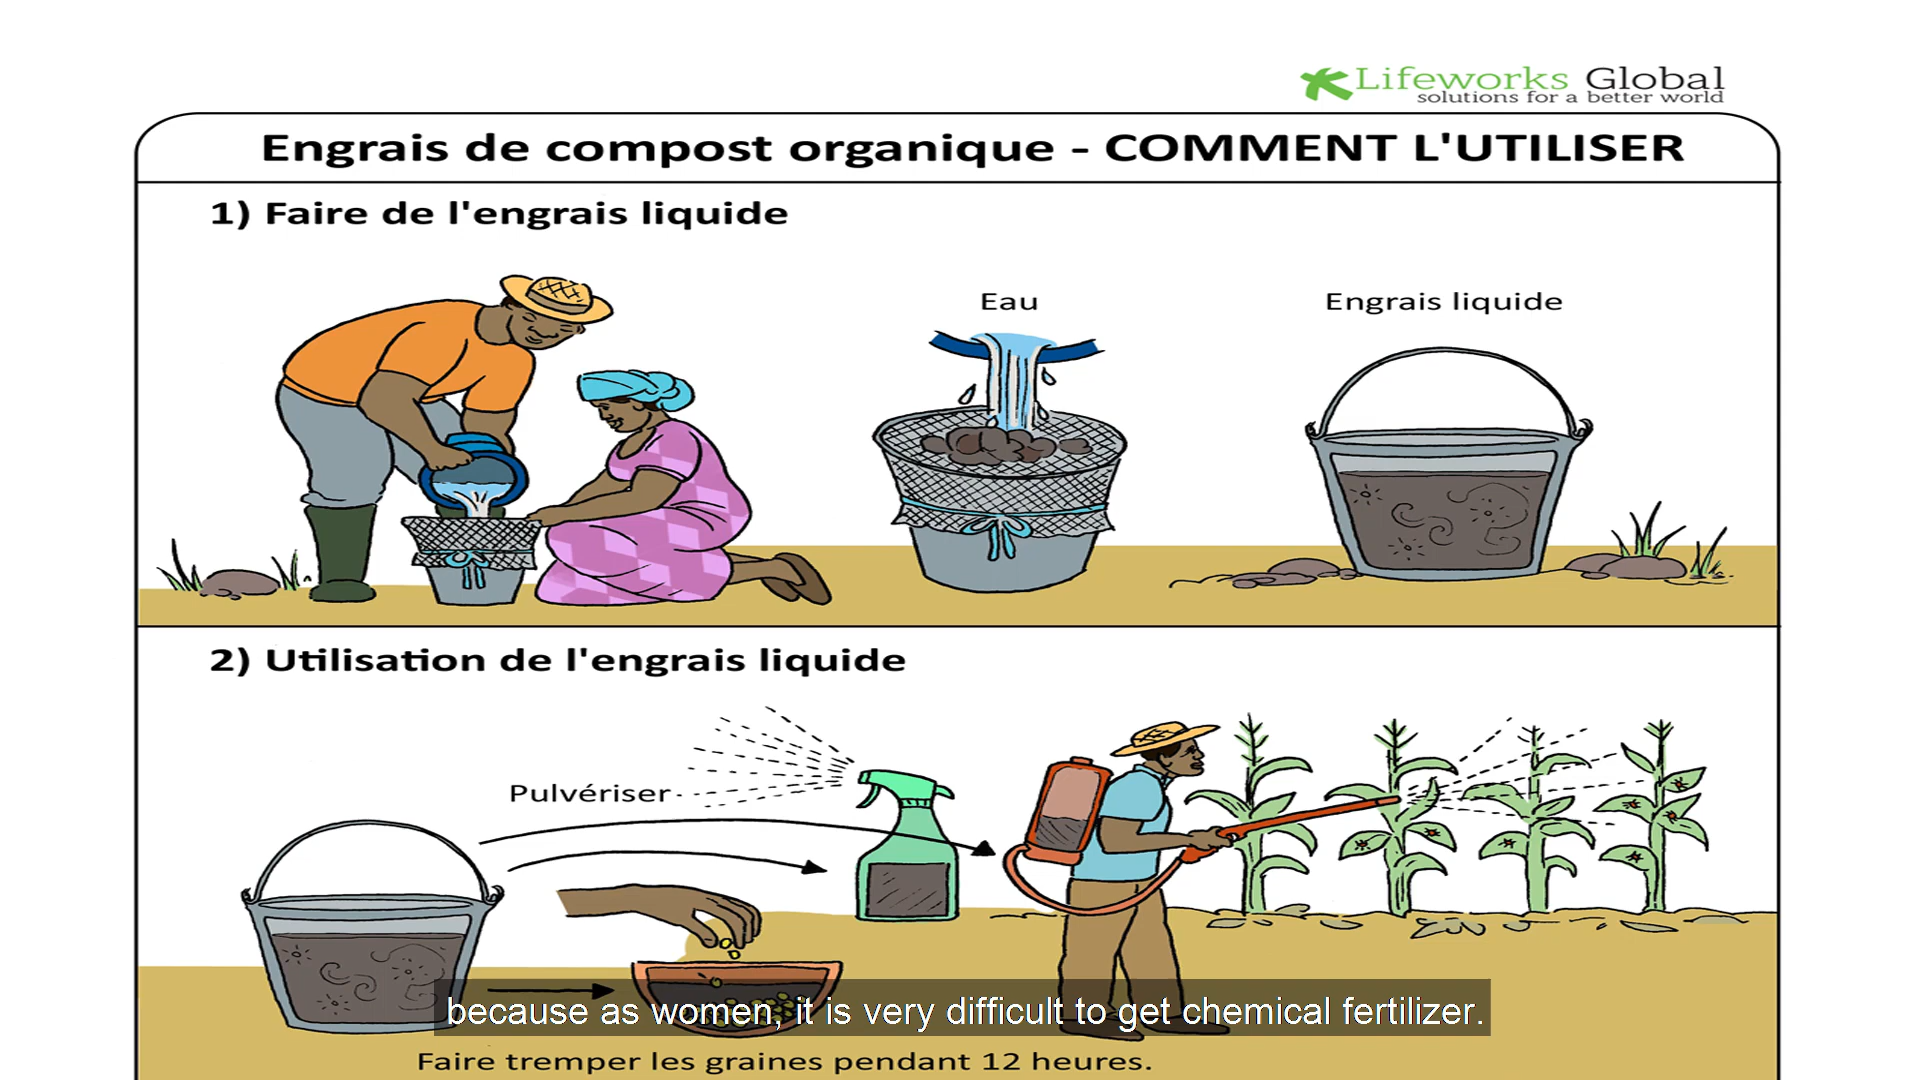 Lifeworks Global
solutions for a better world
Engrais de compost organique - COMMENT L'UTILISER
1) Faire de l'engrais liquide
Eau
Engrais liquide
2) Utilisation de l'engrais liquide
Pulvériser
because as women, it is very difficult to get chemical fertilizer.
Faire tremper les graines pendant 12 heures.